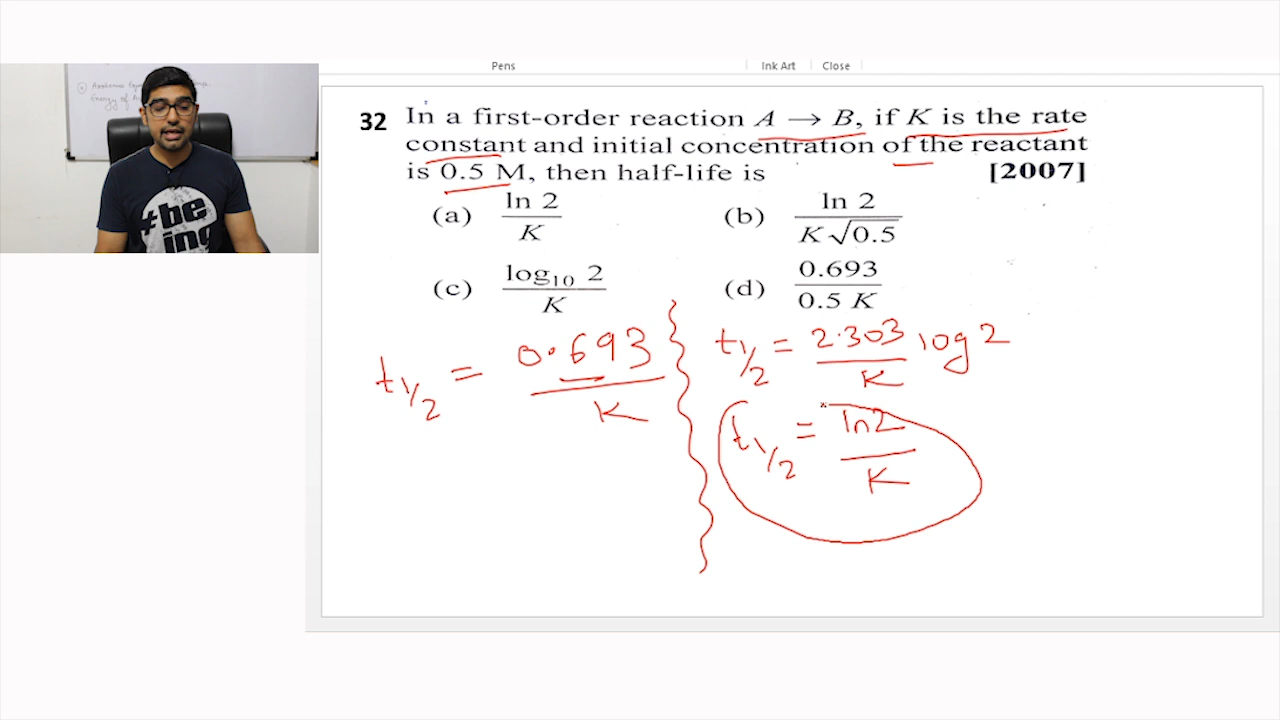 Pens Ink Art Close
Energy of
#be
ing
32 In a first-order reaction A → B, if K is the rate
constant and initial concentration of the reactant
is 0.5 M, then half-life is [2007]
(a) ln 2 / K (b) ln 2 / K√0.5
(c) log₁₀ 2 / K (d) 0.693 / 0.5 K
t1/2 = 0.693 / K
t1/2 = 2.303 / K log 2
t1/2 = ln2 / K